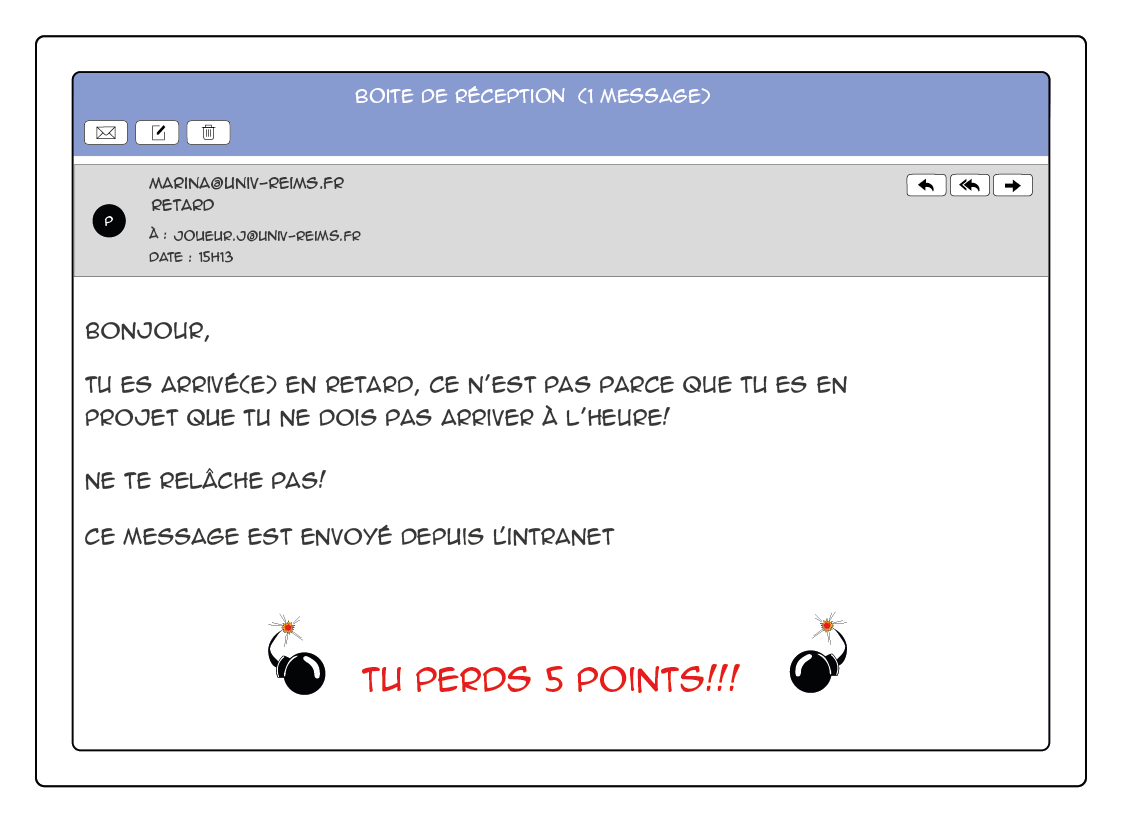 BOITE DE RÉCEPTION (1 MESSAGE)
MARINA@UNIV-REIMS.FR
RETARD
P
À : JOUEUR.J@UNIV-REIMS.FR
DATE : 15H13
BONJOUR,
TU ES ARRIVÉ(E) EN RETARD, CE N'EST PAS PARCE QUE TU ES EN
PROJET QUE TU NE DOIS PAS ARRIVER À L'HEURE!
NE TE RELÂCHE PAS!
CE MESSAGE EST ENVOYÉ DEPUIS L'INTRANET
TU PERDS 5 POINTS!!!